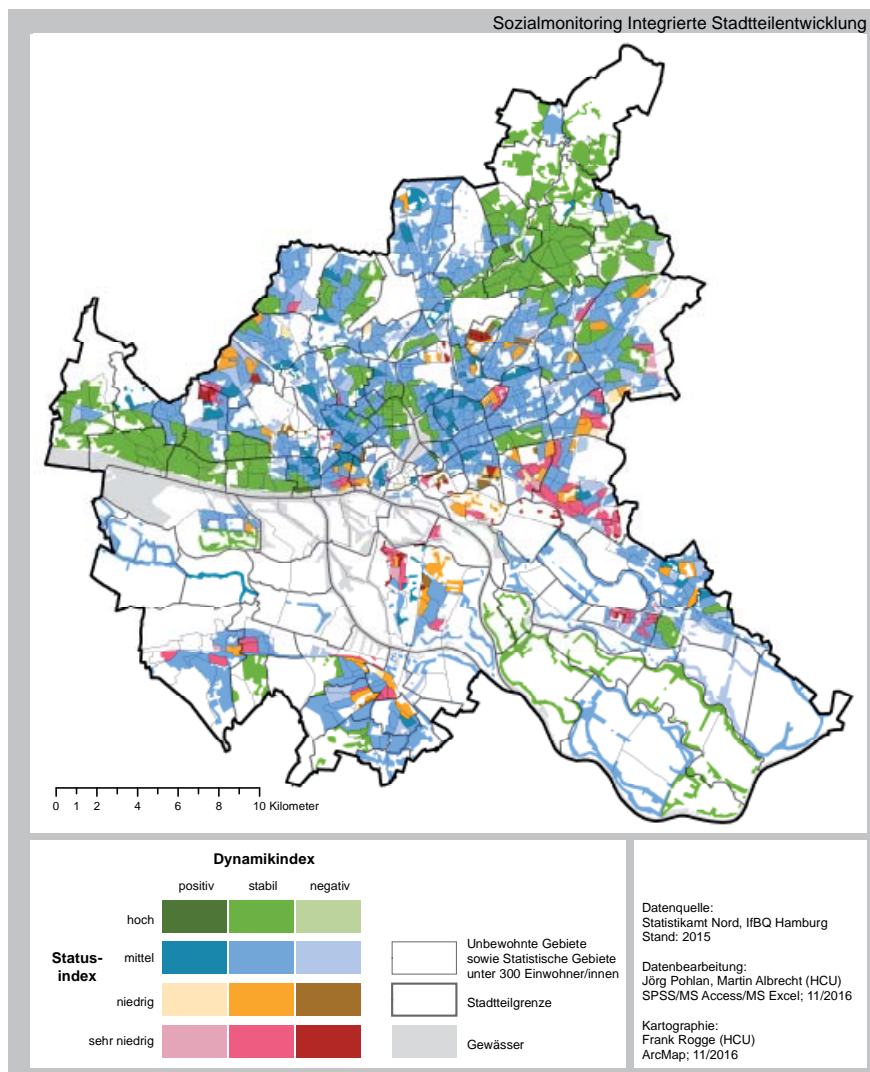 Sozialmonitoring Integrierte Stadtteilentwicklung
0 1 2 4 6 8 10 Kilometer
Dynamikindex
positiv stabil negativ
hoch
Status-
index
mittel
niedrig
sehr niedrig
Unbewohnte Gebiete
sowie Statistische Gebiete
unter 300 Einwohner/innen
Stadtteilgrenze
Gewässer
Datenquelle:
Statistikamt Nord, IfBQ Hamburg
Stand: 2015
Datenbearbeitung:
Jörg Pohlan, Martin Albrecht (HCU)
SPSS/MS Access/MS Excel; 11/2016
Kartographie:
Frank Rogge (HCU)
ArcMap; 11/2016